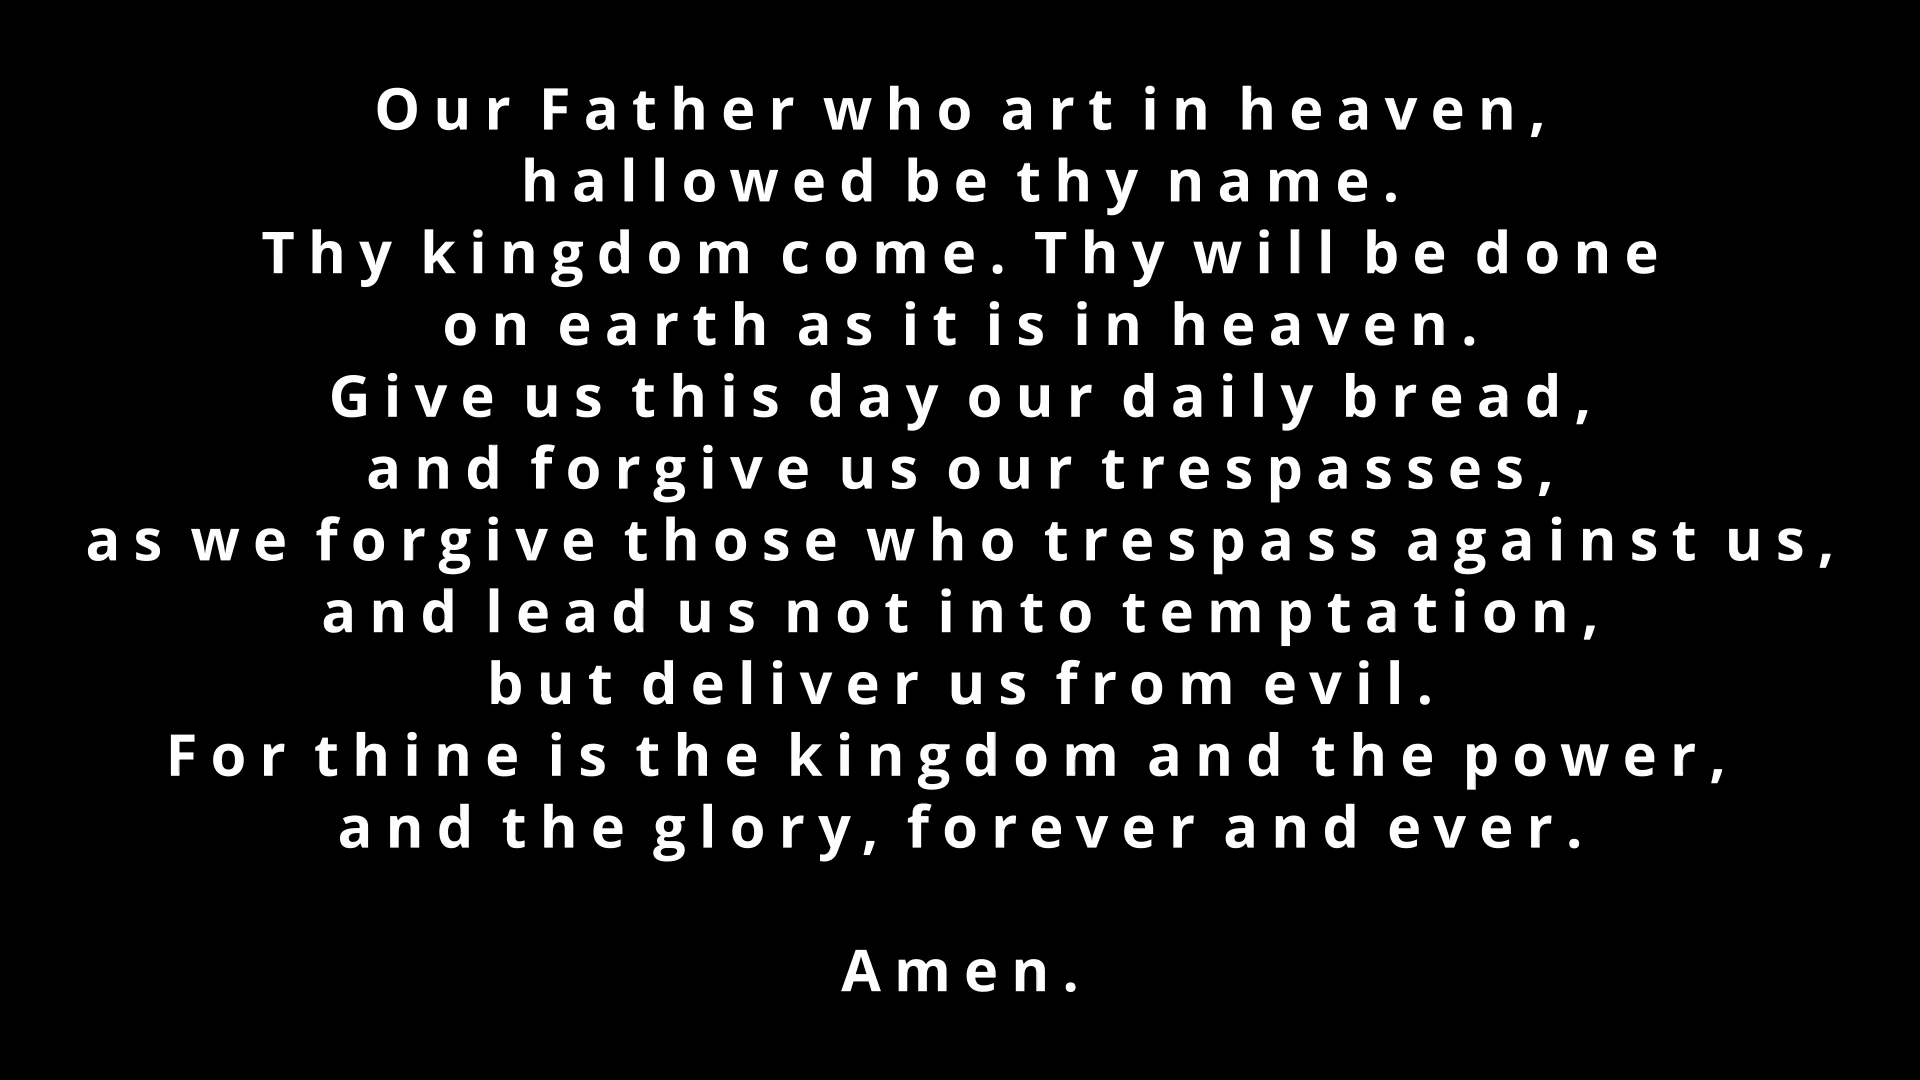 Our Father who art in heaven,
hallowed be thy name.
Thy kingdom come. Thy will be done
on earth as it is in heaven.
Give us this day our daily bread,
and forgive us our trespasses,
as we forgive those who trespass against us,
and lead us not into temptation,
but deliver us from evil.
For thine is the kingdom and the power,
and the glory, forever and ever.
Amen.